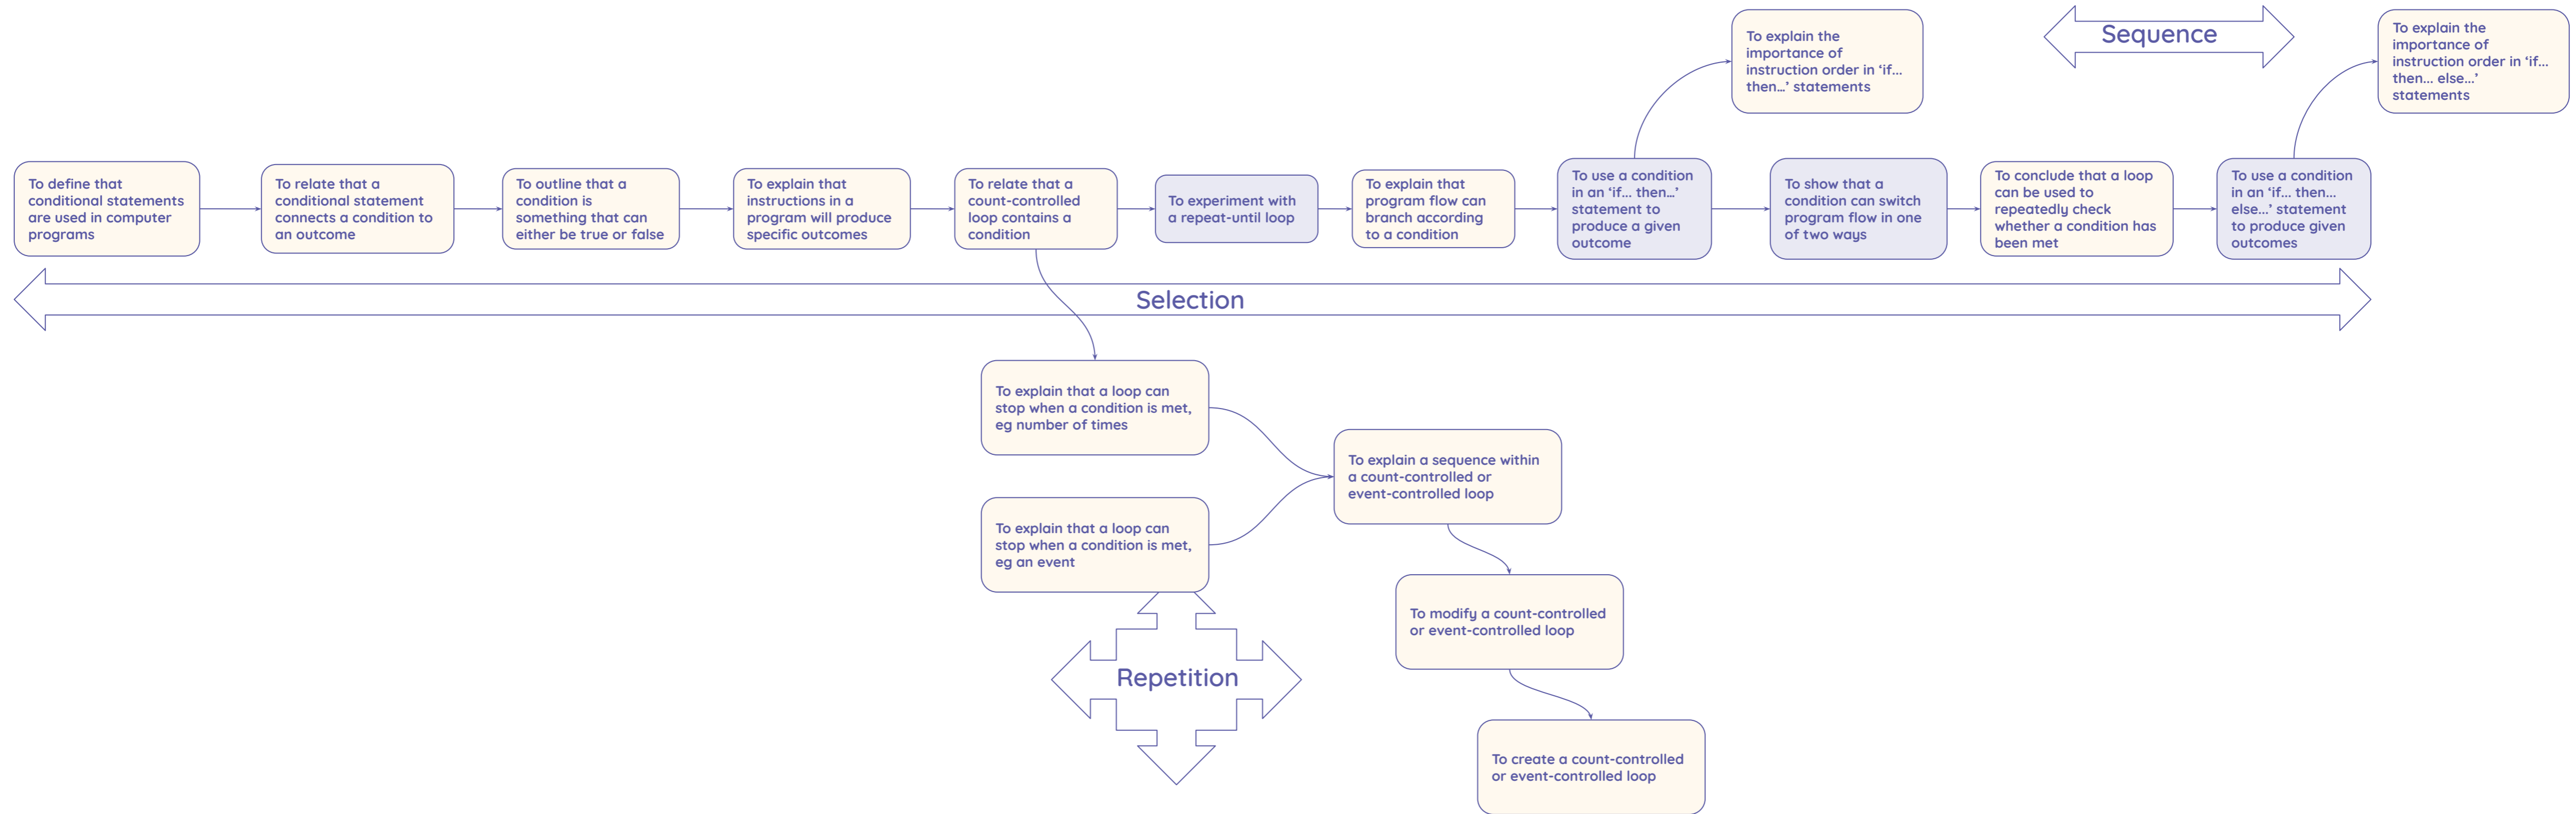 To explain the
importance of
instruction order in ‘if...
then...’ statements
Sequence
To explain the
importance of
instruction order in ‘if...
then... else...’
statements
To define that
conditional statements
are used in computer
programs
To relate that a
conditional statement
connects a condition to
an outcome
To outline that a
condition is
something that can
either be true or false
To explain that
instructions in a
program will produce
specific outcomes
To relate that a
count-controlled
loop contains a
condition
To experiment with
a repeat-until loop
To explain that
program flow can
branch according
to a condition
To use a condition
in an ‘if... then...’
statement to
produce a given
outcome
To show that a
condition can switch
program flow in one
of two ways
To conclude that a loop
can be used to
repeatedly check
whether a condition has
been met
To use a condition
in an ‘if... then...
else...’ statement
to produce given
outcomes
Selection
To explain that a loop can
stop when a condition is met,
eg number of times
To explain a sequence within
a count-controlled or
event-controlled loop
To explain that a loop can
stop when a condition is met,
eg an event
To modify a count-controlled
or event-controlled loop
Repetition
To create a count-controlled
or event-controlled loop